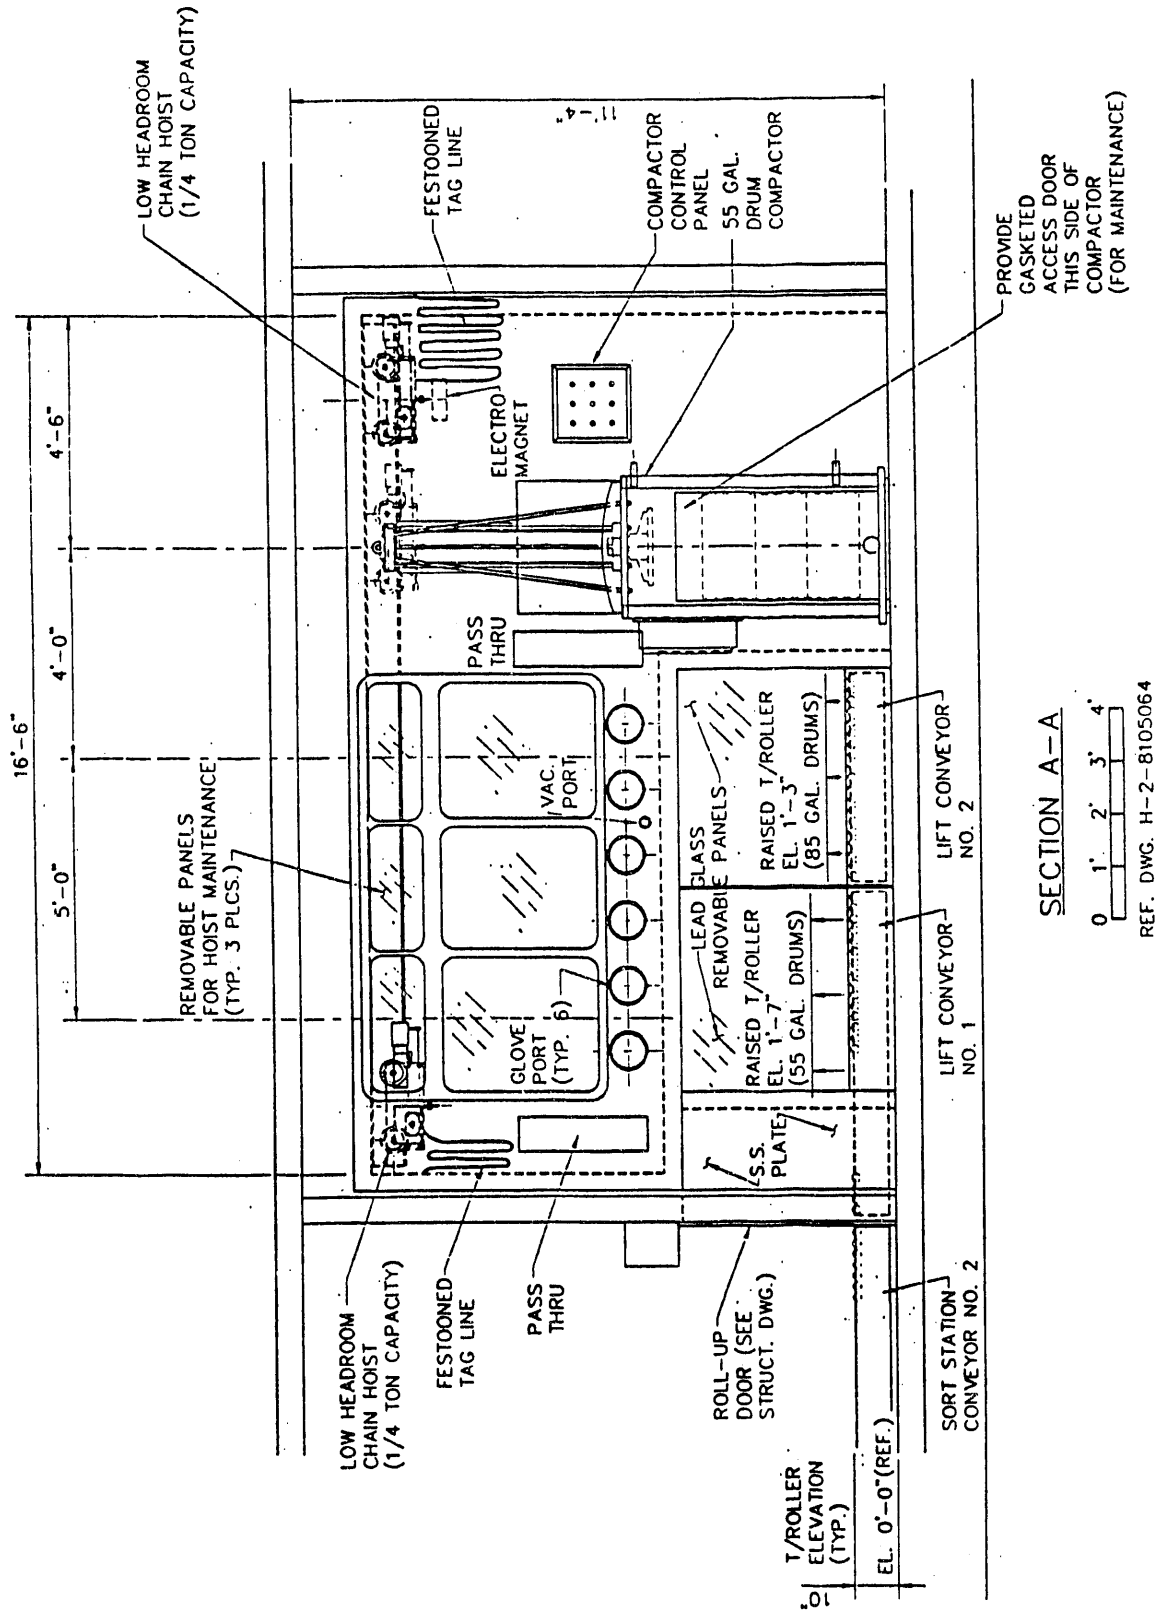 16'-6"
5'-0"
4'-0"
4'-6"
LOW HEADROOM
CHAIN HOIST
(1/4 TON CAPACITY)
REMOVABLE PANELS
FOR HOIST MAINTENANCE
(TYP. 3 PLCS.)
LOW HEADROOM
CHAIN HOIST
(1/4 TON CAPACITY)
FESTOONED
TAG LINE
FESTOONED
TAG LINE
11'-4"
ELECTRO
MAGNET
PASS
THRU
PASS
THRU
GLOVE
PORT
(TYP. 6)
VAC.
PORT
COMPACTOR
CONTROL
PANEL
55 GAL.
DRUM
COMPACTOR
LEAD GLASS
REMOVABLE PANELS
ROLL-UP
DOOR (SEE
STRUCT. DWG.)
S.S.
PLATE
RAISED T/ROLLER
EL. 1'-7"
(55 GAL. DRUMS)
RAISED T/ROLLER
EL. 1'-3"
(85 GAL. DRUMS)
T/ROLLER
ELEVATION
(TYP.)
10"
EL. 0'-0"(REF.)
SORT STATION
CONVEYOR NO. 2
LIFT CONVEYOR
NO. 1
LIFT CONVEYOR
NO. 2
PROVIDE
GASKETED
ACCESS DOOR
THIS SIDE OF
COMPACTOR
(FOR MAINTENANCE)
SECTION A-A
0 1' 2' 3' 4'
REF. DWG. H-2-8105064